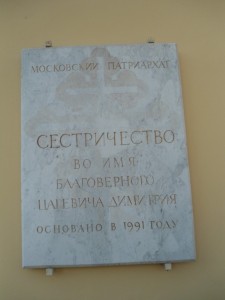 МОСКОВСКИЙ ПАТРИАРХАТ
СЕСТРИЧЕСТВО
ВО ИМЯ
БЛАГОВЕРНОГО
ЦАРЕВИЧА ДИМИТРИЯ
ОСНОВАНО В 1991 ГОДУ